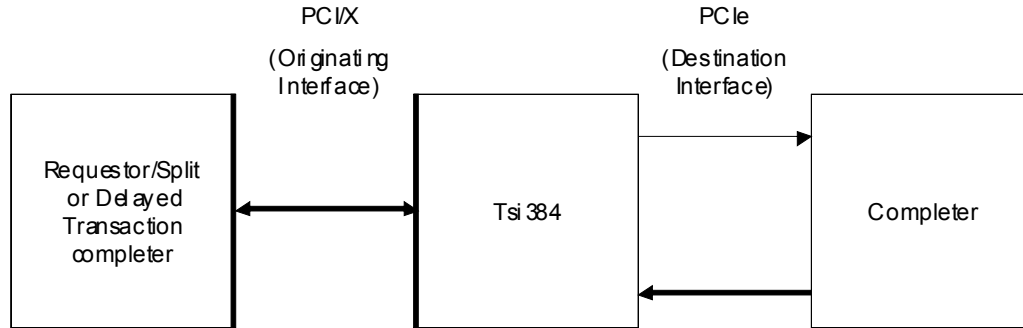 PCI/X
(Originating
Interface)
PCIe
(Destination
Interface)
Requestor/Split
or Delayed
Transaction
completer
Tsi384
Completer